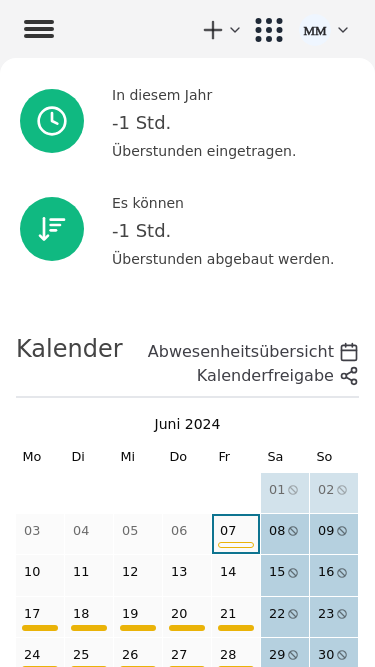 MM
In diesem Jahr
-1 Std.
Überstunden eingetragen.
Es können
-1 Std.
Überstunden abgebaut werden.
Kalender
Abwesenheitsübersicht
Kalenderfreigabe
Juni 2024
Mo Di Mi Do Fr Sa So
01 02
03 04 05 06 07 08 09
10 11 12 13 14 15 16
17 18 19 20 21 22 23
24 25 26 27 28 29 30